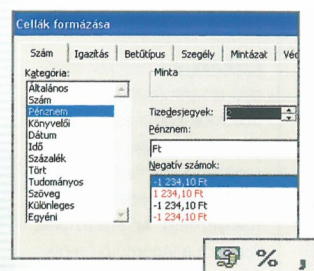 Cellák formázása
Szám Igazítás Betűtípus Szegély Mintázat Véd
Kategória:
Általános
Szám
Pénznem
Könyvelői
Dátum
Idő
Százalék
Tört
Tudományos
Szöveg
Különleges
Egyéni
Minta
Tizedesjegyek: 2
Pénznem:
Ft
Negatív számok:
-1 234,10 Ft
1 234,10 Ft
-1 234,10 Ft
-1 234,10 Ft
% ,